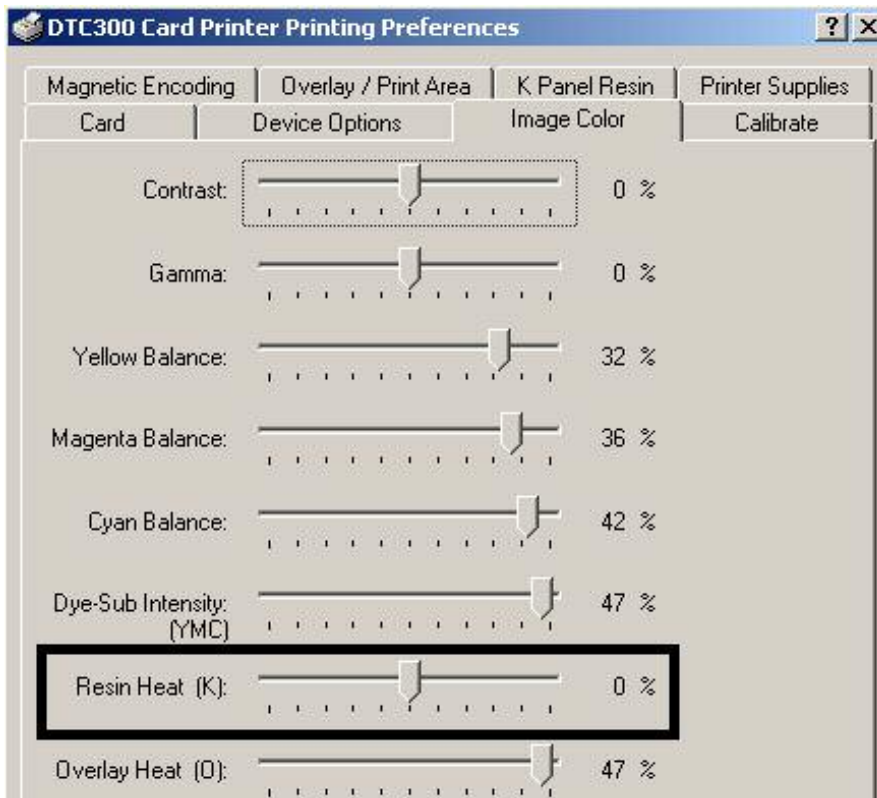 DTC300 Card Printer Printing Preferences
Magnetic Encoding Overlay / Print Area K Panel Resin Printer Supplies
Card Device Options Image Color Calibrate
Contrast: 0 %
Gamma: 0 %
Yellow Balance: 32 %
Magenta Balance: 36 %
Cyan Balance: 42 %
Dye-Sub Intensity: 47 %
(YMC)
Resin Heat (K): 0 %
Overlay Heat (O): 47 %